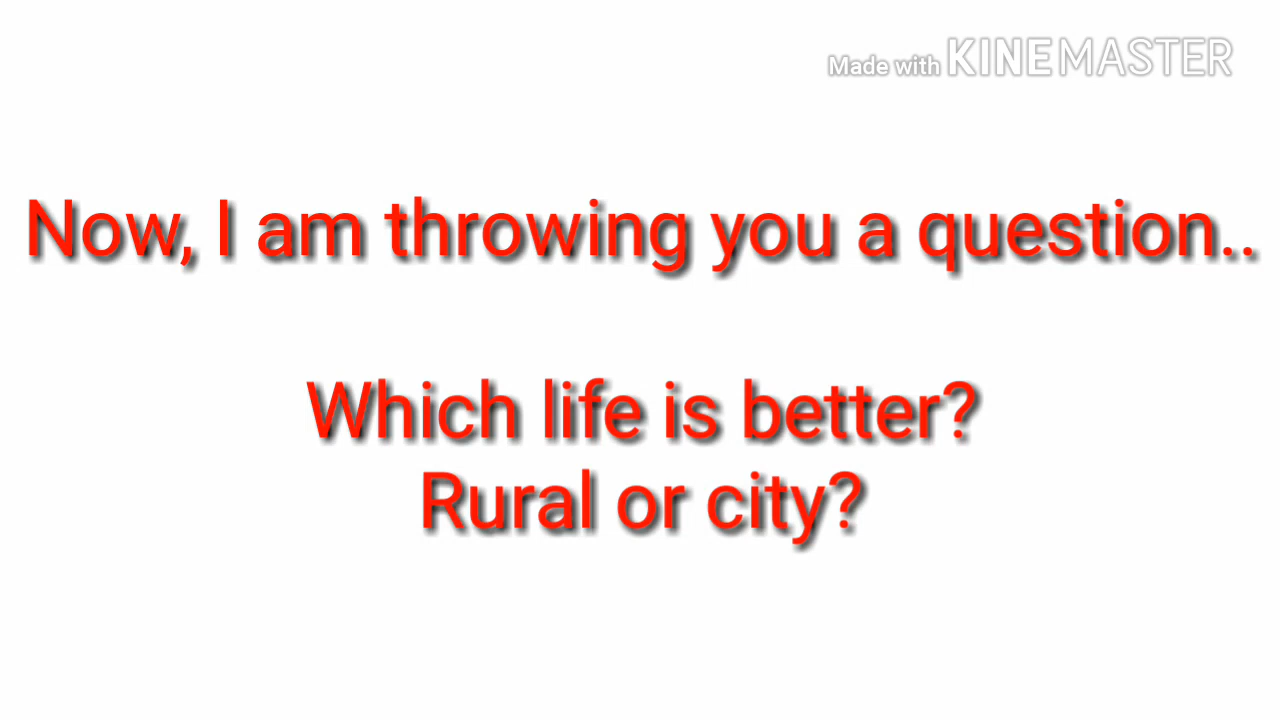 Made with KINEMASTER
Now, I am throwing you a question..
Which life is better?
Rural or city?